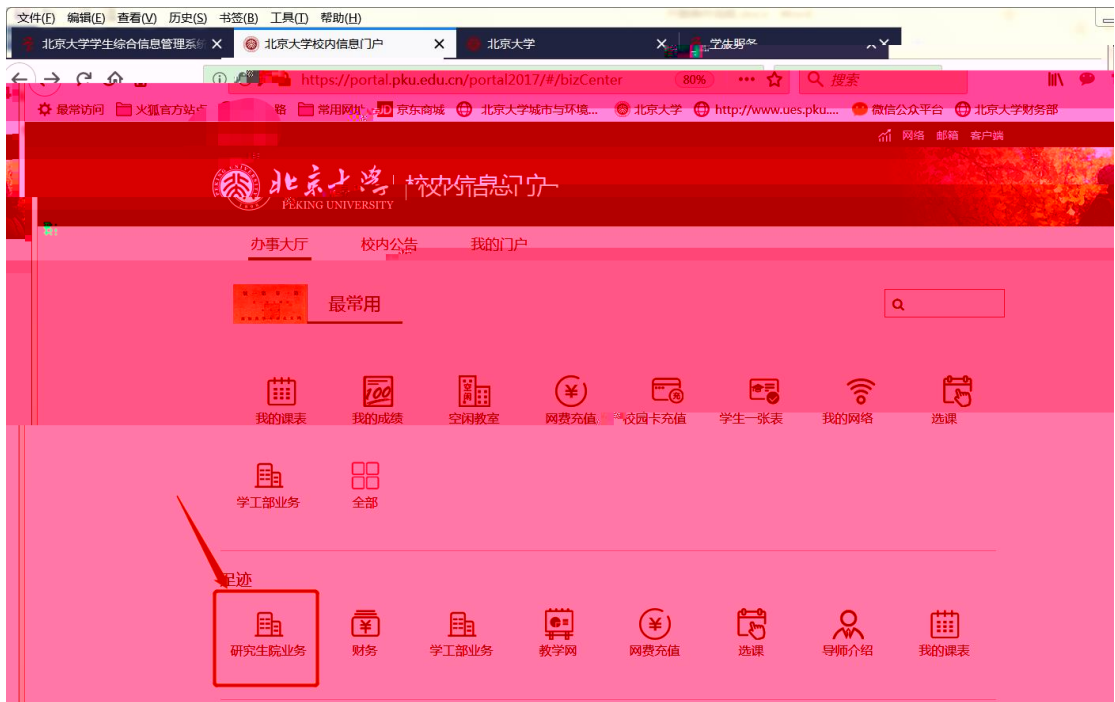 文件(F) 编辑(E) 查看(V) 历史(S) 书签(B) 工具(T) 帮助(H)
北京大学学生综合信息管理系统 北京大学校内信息门户 北京大学
https://portal.pku.edu.cn/portal2017/#/bizCenter 80% 搜索
最常访问 火狐官方站点 常用网址 JD 京东商城 北京大学城市与环境... 北京大学 http://www.ues.pku.... 微信公众平台 北京大学财务部
网络 邮箱 客户端
北京大学 校内信息门户
PEKING UNIVERSITY
办事大厅 校内公告 我的门户
最常用
我的课表 我的成绩 空闲教室 网费充值 校园卡充值 学生一张表 我的网络 选课
学工部业务 全部
足迹
研究生院业务 财务 学工部业务 教学网 网费充值 选课 导师介绍 我的课表